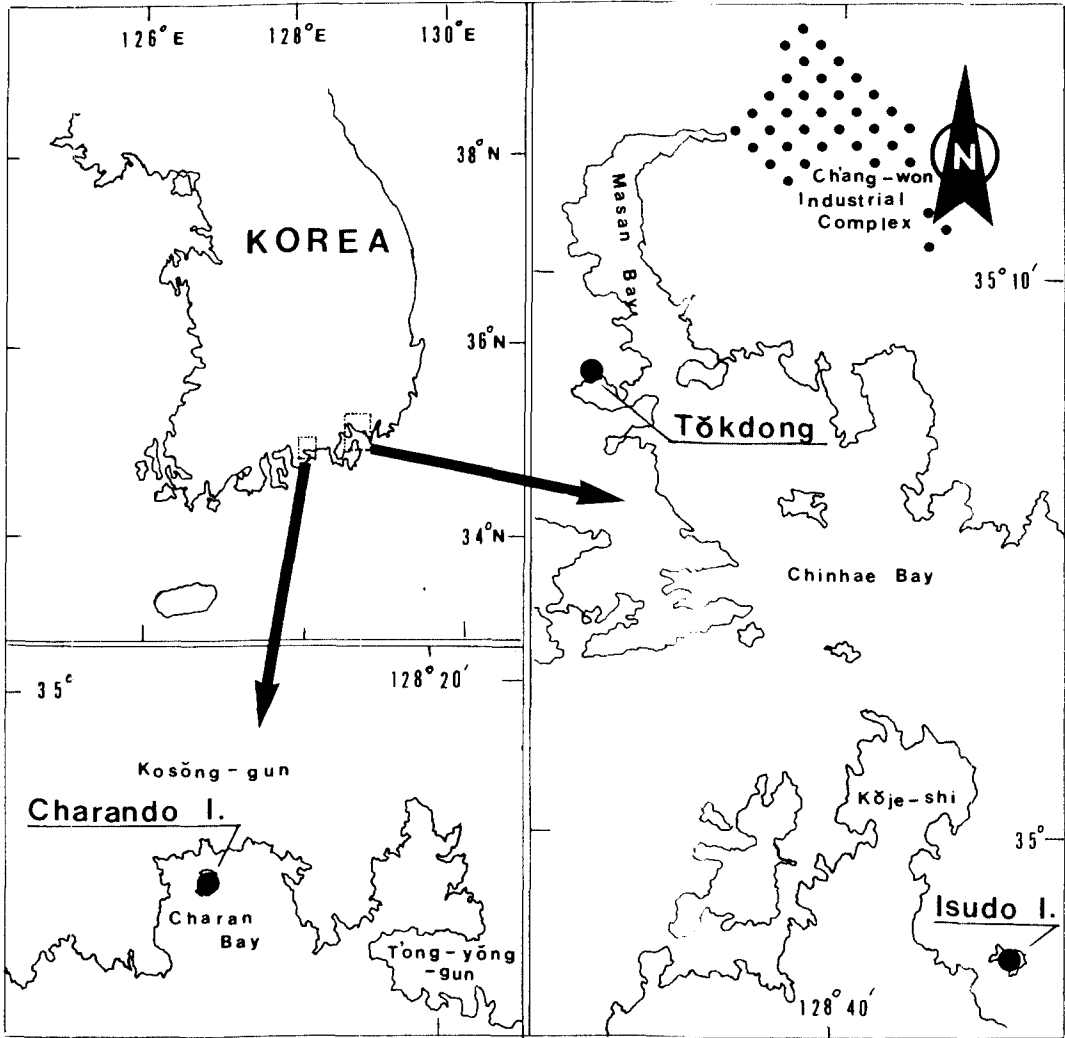 126°E
128°E
130°E
38°N
KOREA
36°N
34°N
35°
128°20′
Kosŏng-gun
Charando I.
Charan
Bay
T'ong-yŏng
-gun
N
Ch'ang-won
Industrial
Complex
Masan Bay
35°10′
Tŏkdong
Chinhae Bay
Kŏje-shi
35°
Isudo I.
128°40′